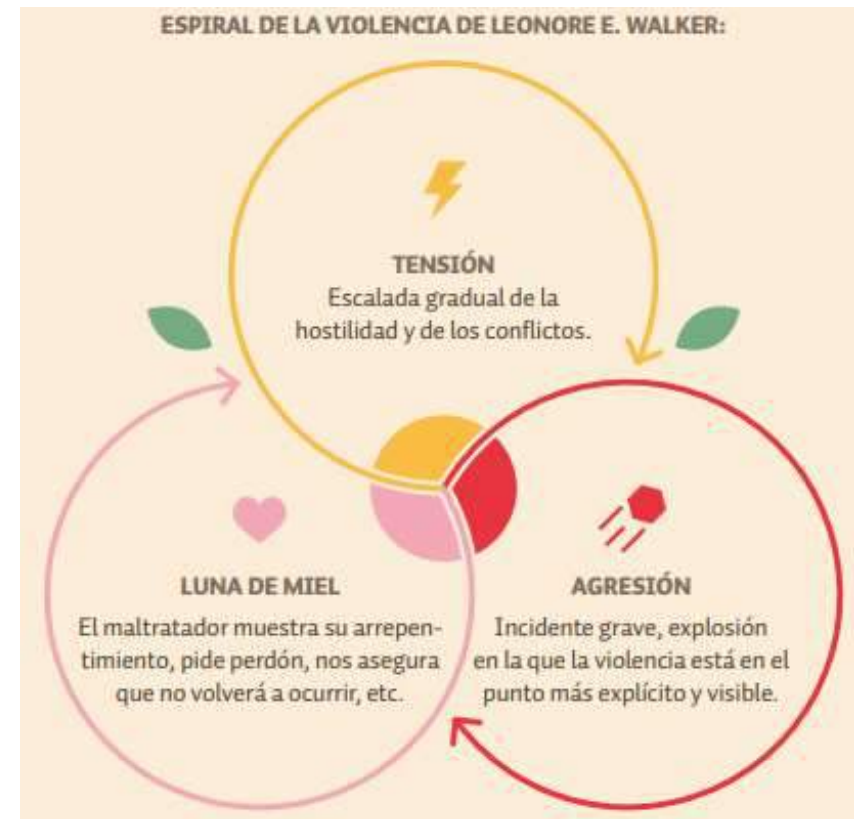 ESPIRAL DE LA VIOLENCIA DE LEONORE E. WALKER:
TENSIÓN
Escalada gradual de la
hostilidad y de los conflictos.
LUNA DE MIEL
El maltratador muestra su arrepen-
timiento, pide perdón, nos asegura
que no volverá a ocurrir, etc.
AGRESIÓN
Incidente grave, explosión
en la que la violencia está en el
punto más explícito y visible.